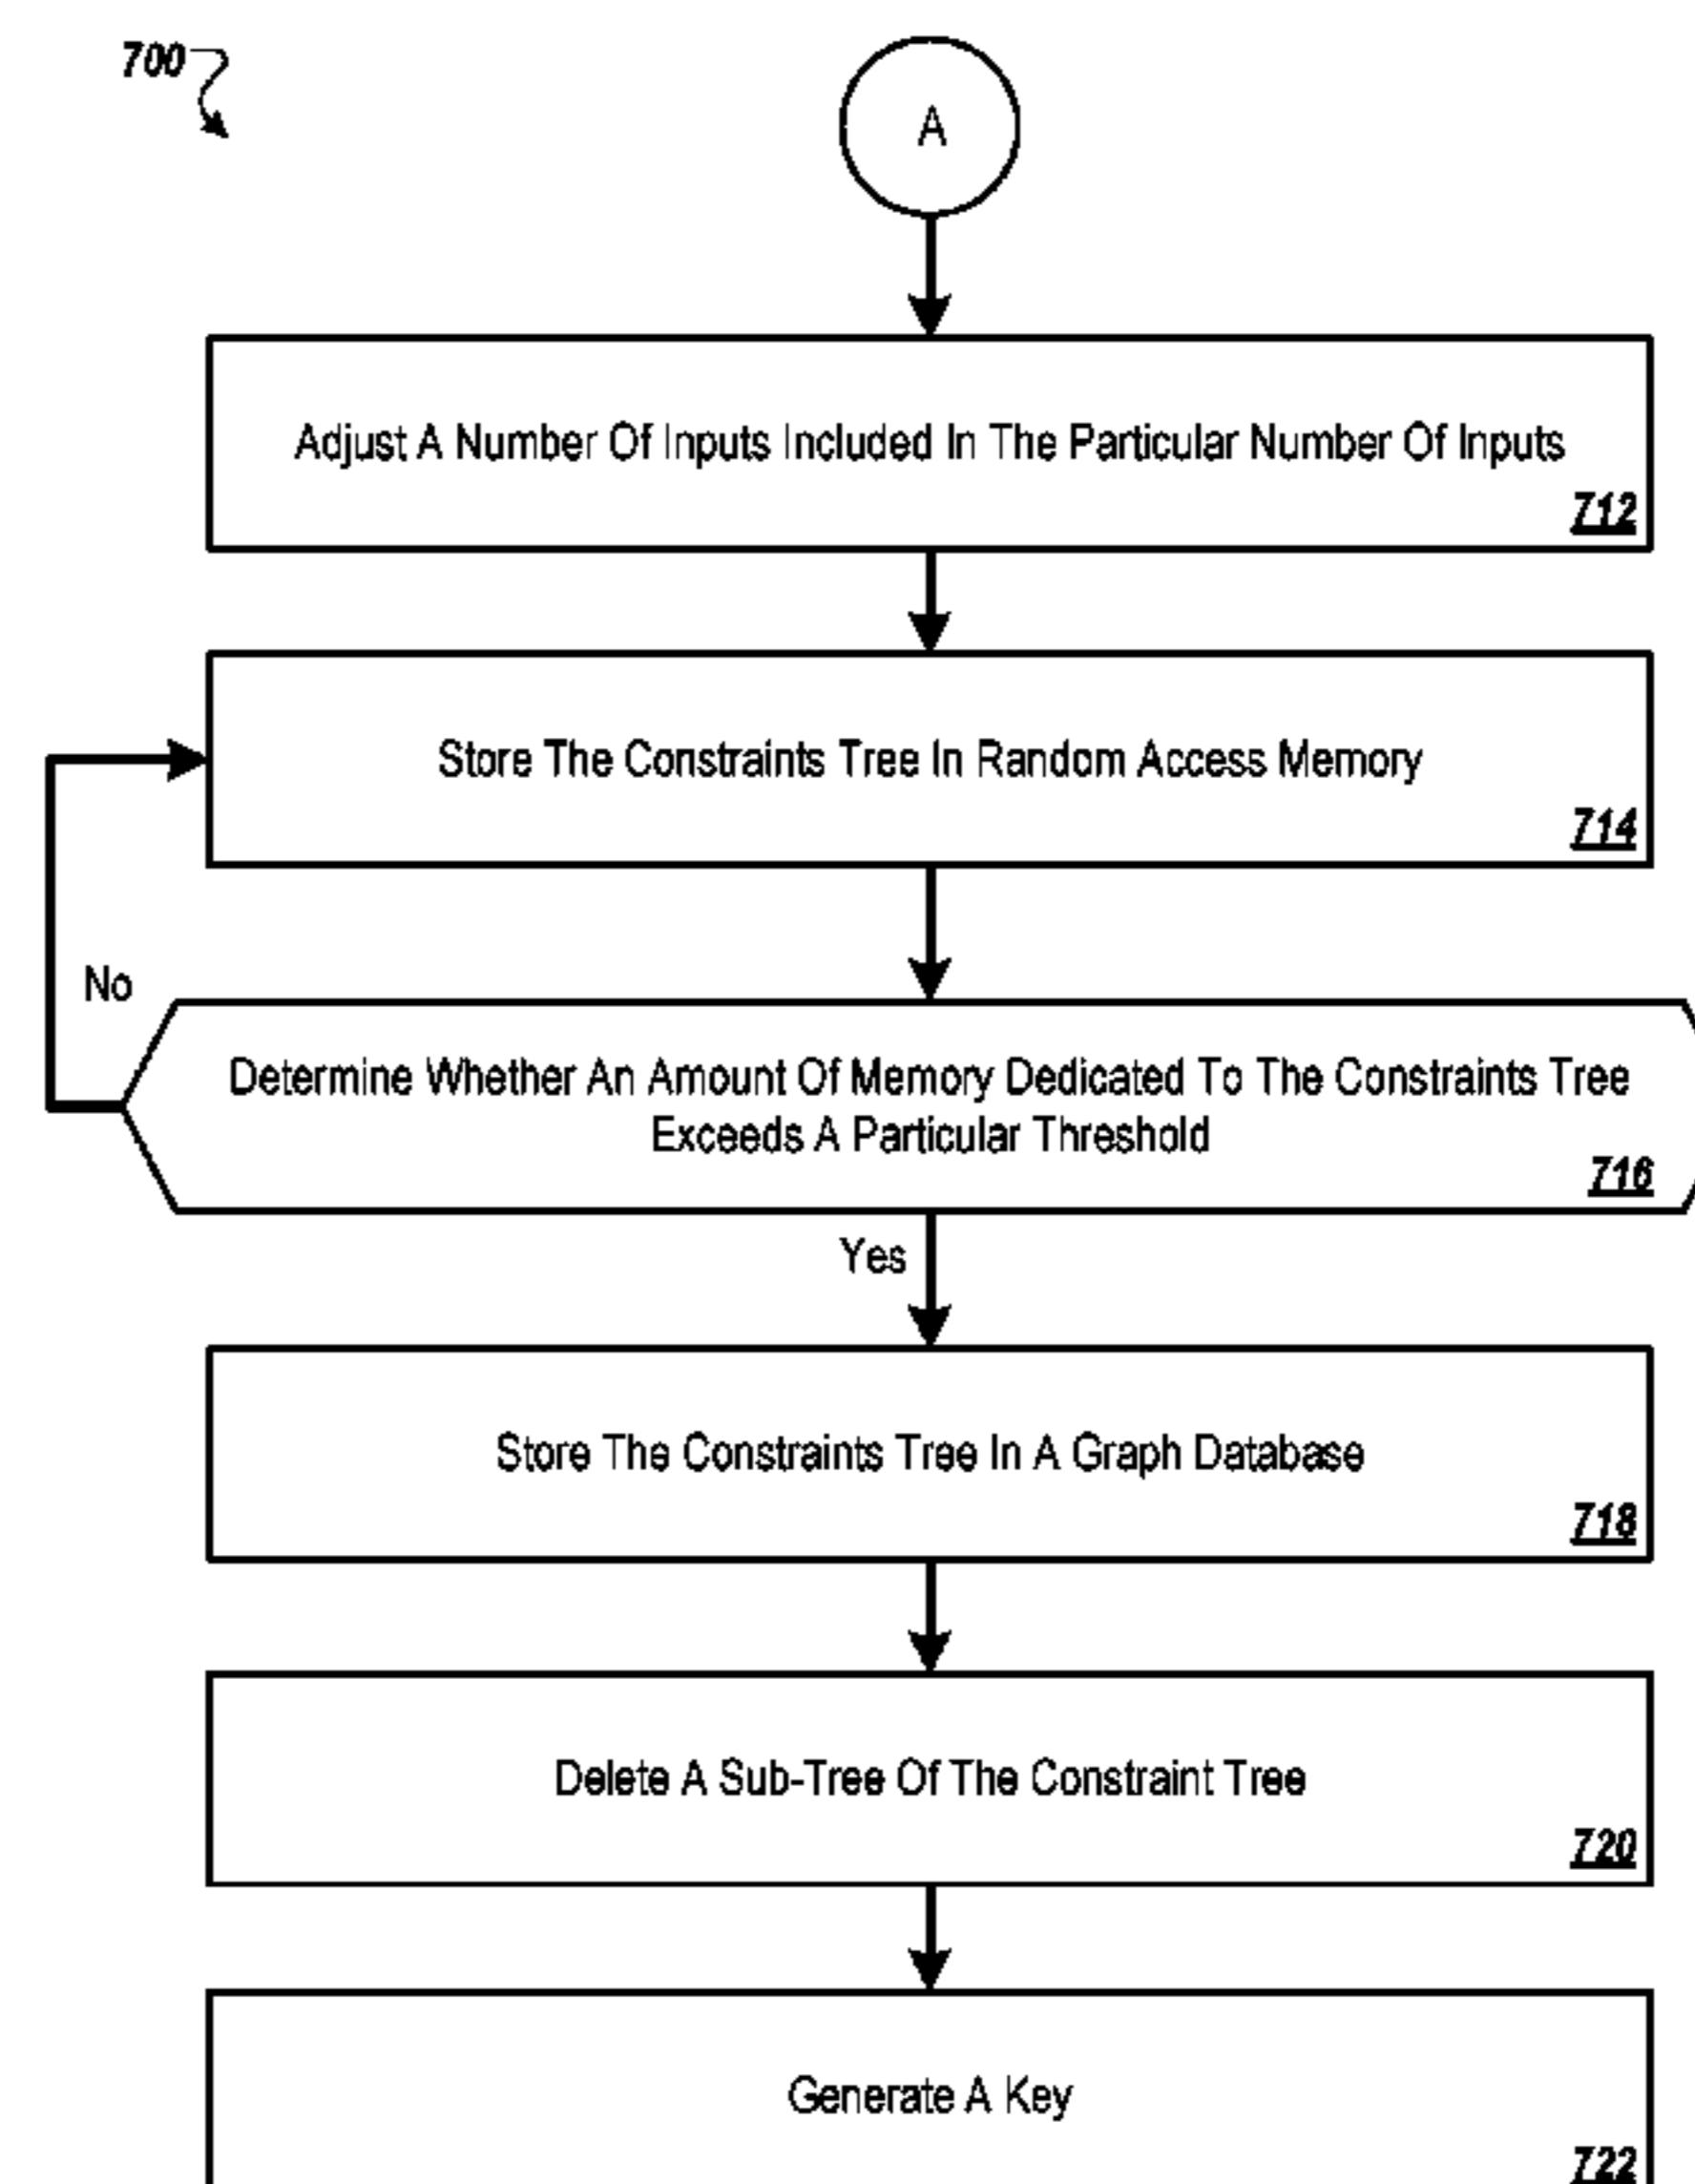 700
A
Adjust A Number Of Inputs Included In The Particular Number Of Inputs
712
Store The Constraints Tree In Random Access Memory
714
No
Determine Whether An Amount Of Memory Dedicated To The Constraints Tree
Exceeds A Particular Threshold
716
Yes
Store The Constraints Tree In A Graph Database
718
Delete A Sub-Tree Of The Constraint Tree
720
Generate A Key
722